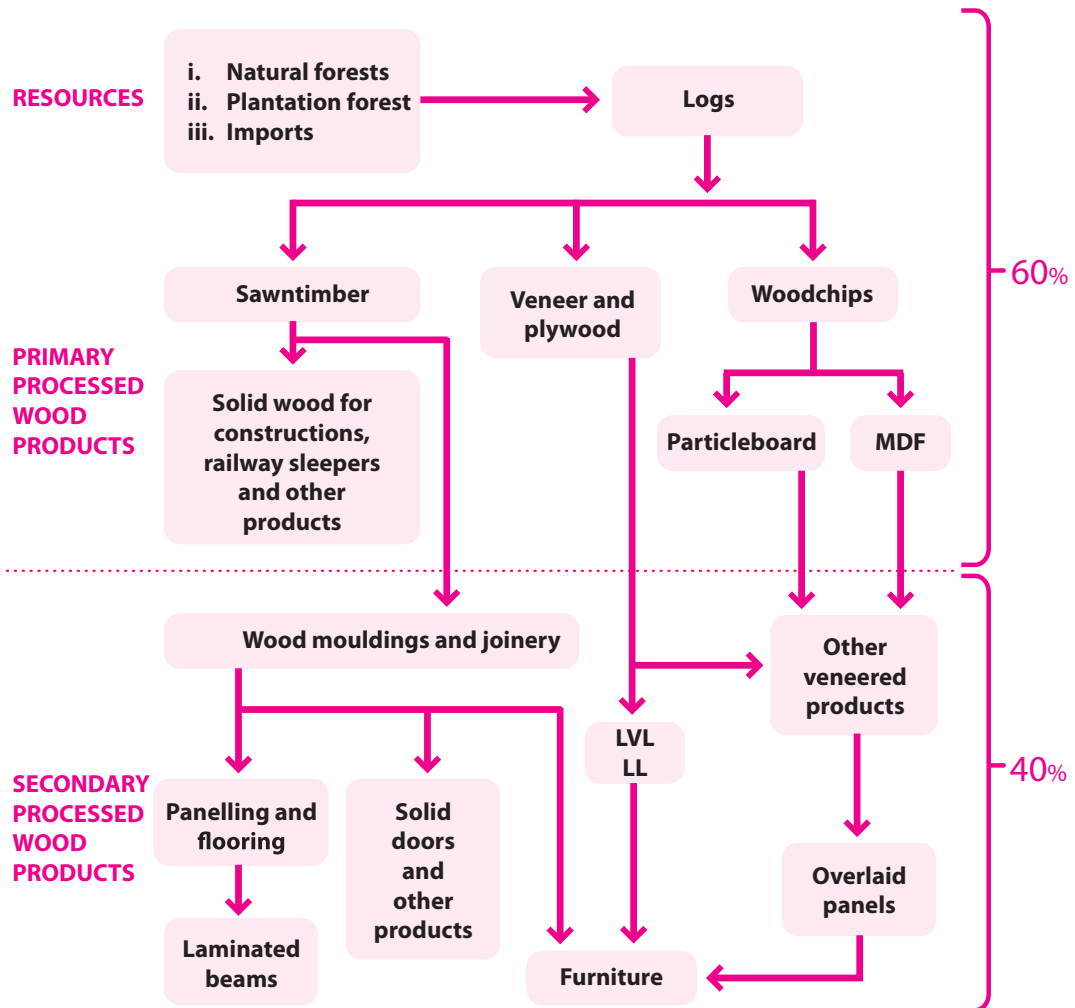 RESOURCES
i. Natural forests
ii. Plantation forest
iii. Imports
Logs
60%
Sawntimber
Veneer and
plywood
Woodchips
PRIMARY
PROCESSED
WOOD
PRODUCTS
Solid wood for
constructions,
railway sleepers
and other
products
Particleboard
MDF
Wood mouldings and joinery
Other
veneered
products
LVL
LL
40%
SECONDARY
PROCESSED
WOOD
PRODUCTS
Panelling and
flooring
Solid
doors
and
other
products
Overlaid
panels
Laminated
beams
Furniture